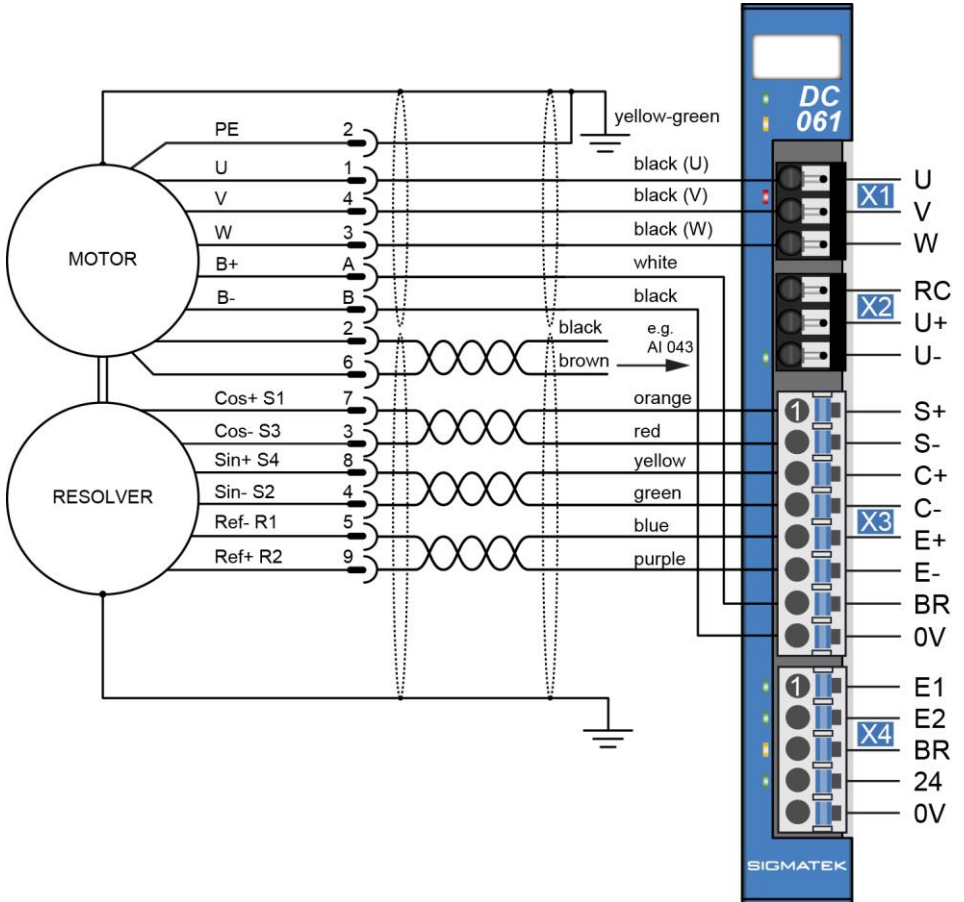 DC
061
yellow-green
PE 2
U 1 black (U) U
V 4 black (V) V
W 3 black (W) W
X1
MOTOR
B+ A white RC
B- B black U+
X2
2 black e.g. U-
6 brown AI 043
Cos+ S1 7 orange 1 S+
Cos- S3 3 red S-
Sin+ S4 8 yellow C+
Sin- S2 4 green C-
X3
RESOLVER
Ref- R1 5 blue E+
Ref+ R2 9 purple E-
BR
0V
1 E1
E2
X4
BR
24
0V
SIGMATEK